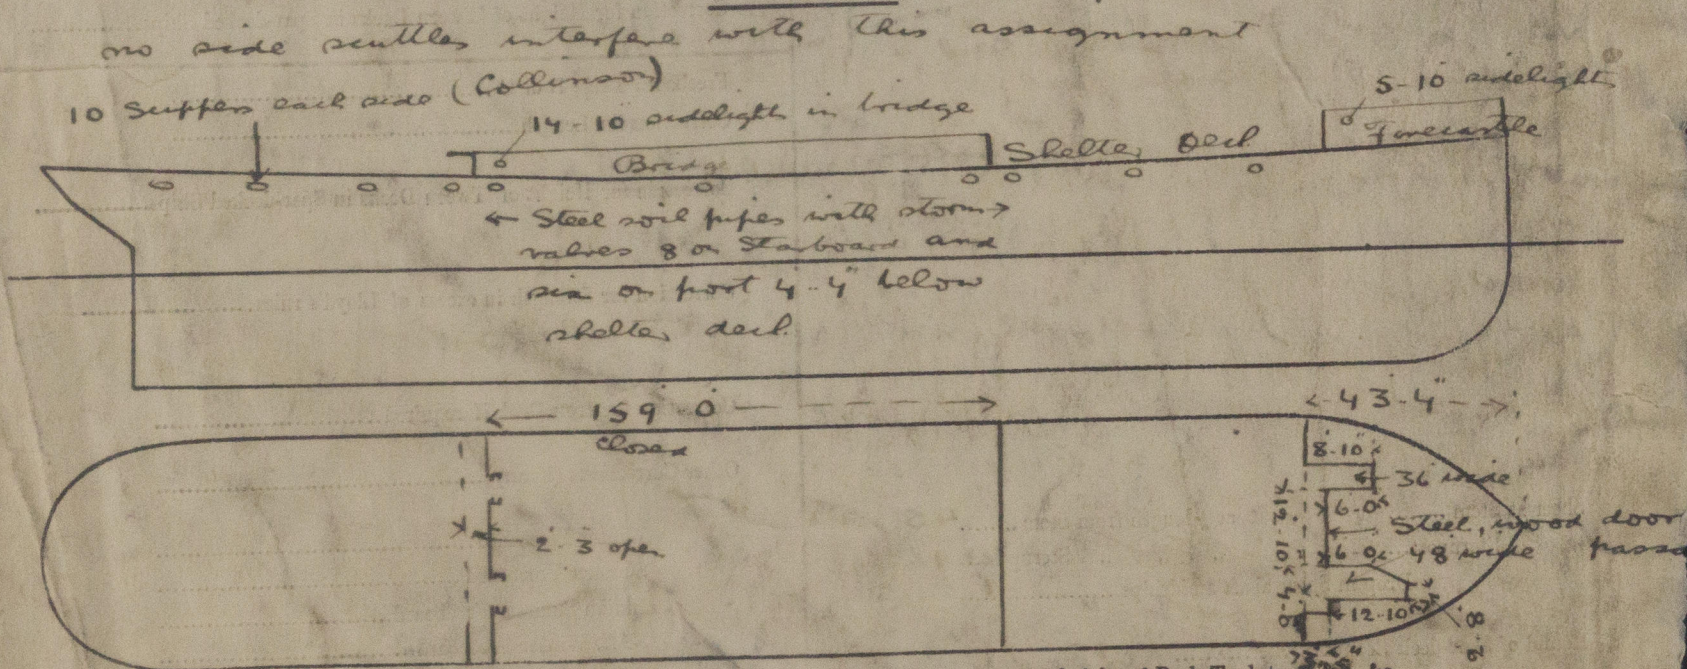 no side scuttles interfere with this assignment
10 Scuppers each side (Collinson)
14-10 sidelights in bridge
5-10 sidelights
Bridge
Shelter Deck
Forecastle
← Steel soil pipes with storm →
valves 8 on Starboard and
six on port 4'-4" below
shelter deck.
159-0
43-4"
Closed
8-10
36 wide
6-0
Steel, wood door
6-0 48 wide
2-3 open
12-10